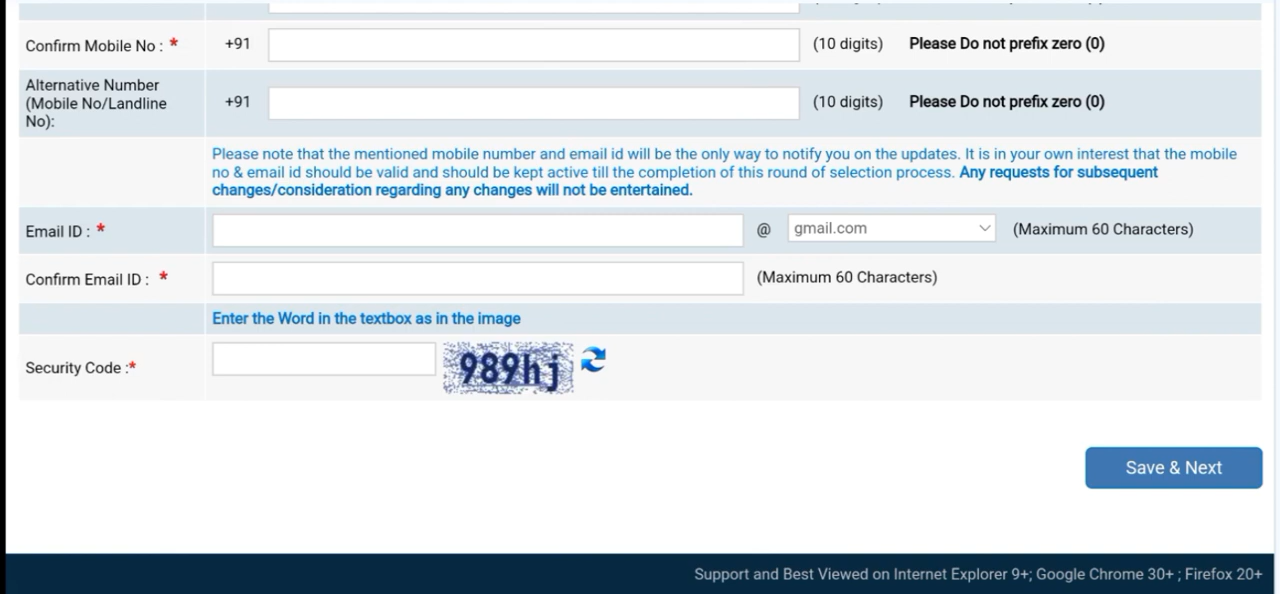 Confirm Mobile No : * +91 (10 digits) Please Do not prefix zero (0)
Alternative Number
(Mobile No/Landline
No): +91 (10 digits) Please Do not prefix zero (0)
Please note that the mentioned mobile number and email id will be the only way to notify you on the updates. It is in your own interest that the mobile
no & email id should be valid and should be kept active till the completion of this round of selection process. Any requests for subsequent
changes/consideration regarding any changes will not be entertained.
Email ID : * @ gmail.com (Maximum 60 Characters)
Confirm Email ID : * (Maximum 60 Characters)
Enter the Word in the textbox as in the image
Security Code :* 989hj
Save & Next
Support and Best Viewed on Internet Explorer 9+; Google Chrome 30+ ; Firefox 20+